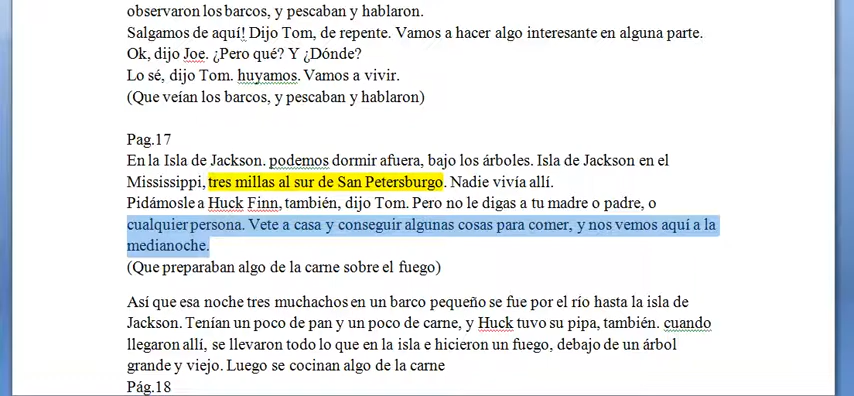 observaron los barcos, y pescaban y hablaron.
Salgamos de aquí! Dijo Tom, de repente. Vamos a hacer algo interesante en alguna parte.
Ok, dijo Joe. ¿Pero qué? Y ¿Dónde?
Lo sé, dijo Tom. huyamos. Vamos a vivir.
(Que veían los barcos, y pescaban y hablaron)
Pag.17
En la Isla de Jackson. podemos dormir afuera, bajo los árboles. Isla de Jackson en el
Mississippi, tres millas al sur de San Petersburgo. Nadie vivía allí.
Pidámosle a Huck Finn, también, dijo Tom. Pero no le digas a tu madre o padre, o
cualquier persona. Vete a casa y conseguir algunas cosas para comer, y nos vemos aquí a la
medianoche.
(Que preparaban algo de la carne sobre el fuego)
Así que esa noche tres muchachos en un barco pequeño se fue por el río hasta la isla de
Jackson. Tenían un poco de pan y un poco de carne, y Huck tuvo su pipa, también. cuando
llegaron allí, se llevaron todo lo que en la isla e hicieron un fuego, debajo de un árbol
grande y viejo. Luego se cocinan algo de la carne
Pág.18